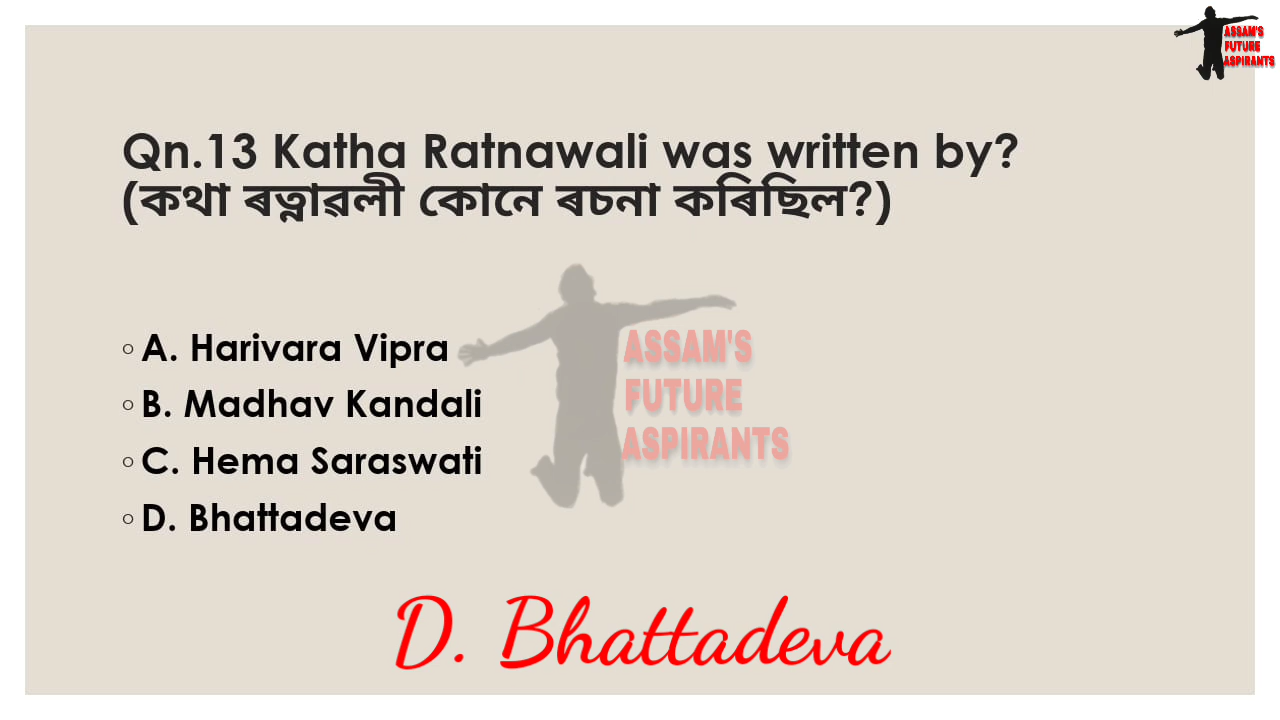 ASSAM'S
FUTURE
ASPIRANTS
Qn.13 Katha Ratnawali was written by?
(কথা ৰত্নাৱলী কোনে ৰচনা কৰিছিল?)
A. Harivara Vipra
B. Madhav Kandali
C. Hema Saraswati
D. Bhattadeva
ASSAM'S
FUTURE
ASPIRANTS
D. Bhattadeva